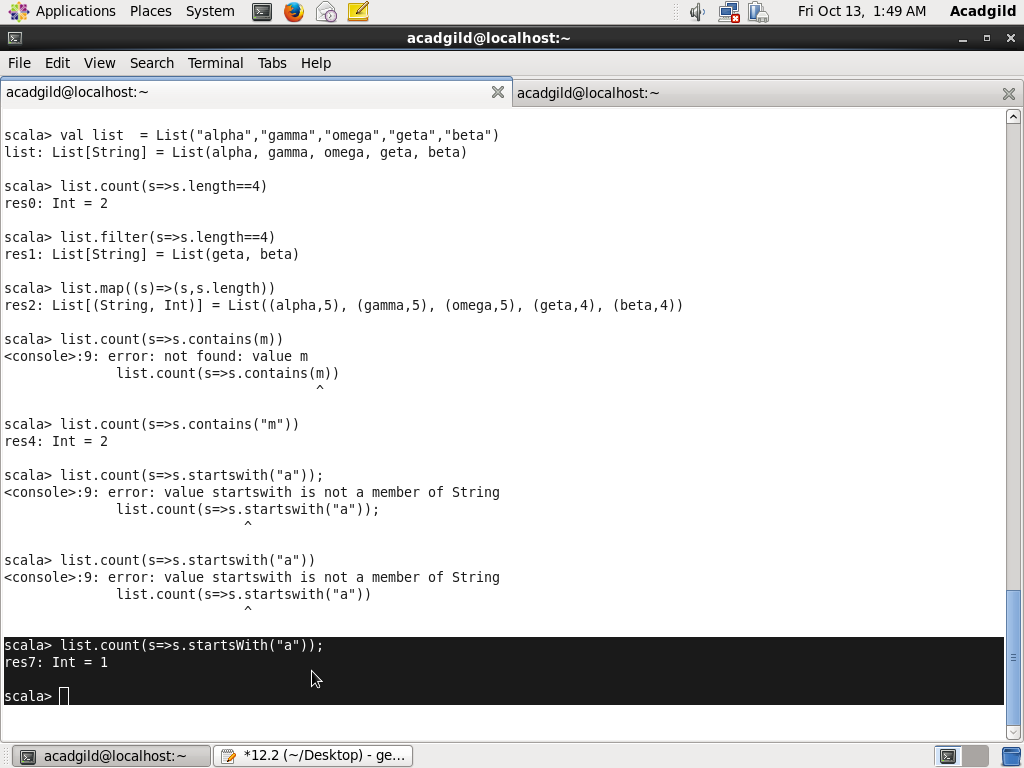 Applications Places System Fri Oct 13, 1:49 AM Acadgild
acadgild@localhost:~
File Edit View Search Terminal Tabs Help
acadgild@localhost:~ acadgild@localhost:~
scala> val list  = List("alpha","gamma","omega","geta","beta")
list: List[String] = List(alpha, gamma, omega, geta, beta)
scala> list.count(s=>s.length==4)
res0: Int = 2
scala> list.filter(s=>s.length==4)
res1: List[String] = List(geta, beta)
scala> list.map((s)=>(s,s.length))
res2: List[(String, Int)] = List((alpha,5), (gamma,5), (omega,5), (geta,4), (beta,4))
scala> list.count(s=>s.contains(m))
<console>:9: error: not found: value m
              list.count(s=>s.contains(m))
                                       ^
scala> list.count(s=>s.contains("m"))
res4: Int = 2
scala> list.count(s=>s.startswith("a"));
<console>:9: error: value startswith is not a member of String
              list.count(s=>s.startswith("a"));
                              ^
scala> list.count(s=>s.startswith("a"))
<console>:9: error: value startswith is not a member of String
              list.count(s=>s.startswith("a"))
                              ^
scala> list.count(s=>s.startsWith("a"));
res7: Int = 1
scala>
acadgild@localhost:~ *12.2 (~/Desktop) - ge...